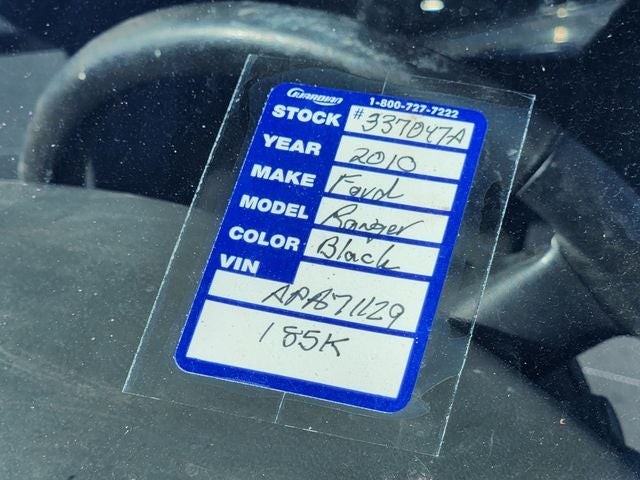 GUARDIAN 1-800-727-7222
STOCK #337047A
YEAR 2010
MAKE Ford
MODEL Ranger
COLOR Black
VIN
APA71129
185K